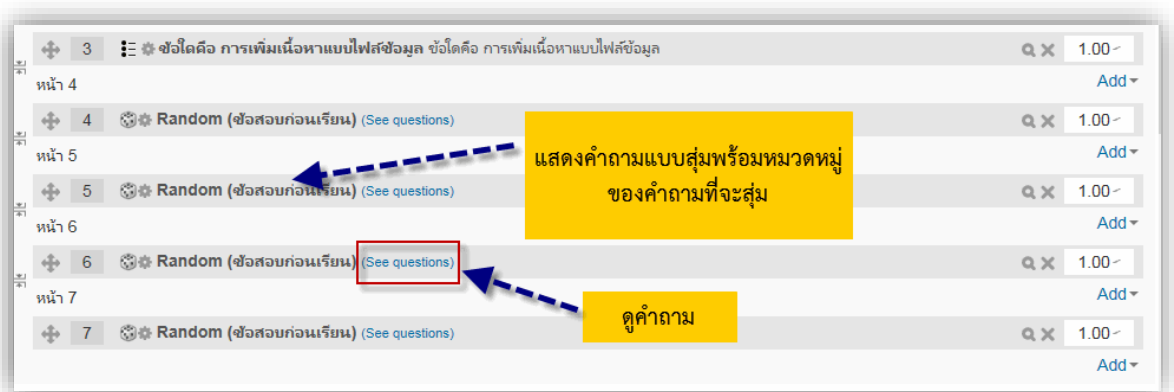 3 ข้อใดคือ การเพิ่มเนื้อหาแบบไฟล์ข้อมูล ข้อใดคือ การเพิ่มเนื้อหาแบบไฟล์ข้อมูล 1.00
หน้า 4 Add
4 Random (ข้อสอบก่อนเรียน) (See questions) 1.00
หน้า 5 Add
แสดงคำถามแบบสุ่มพร้อมหมวดหมู่
ของคำถามที่จะสุ่ม
5 Random (ข้อสอบก่อนเรียน) (See questions) 1.00
หน้า 6 Add
6 Random (ข้อสอบก่อนเรียน) (See questions) 1.00
หน้า 7 Add
ดูคำถาม
7 Random (ข้อสอบก่อนเรียน) (See questions) 1.00
Add